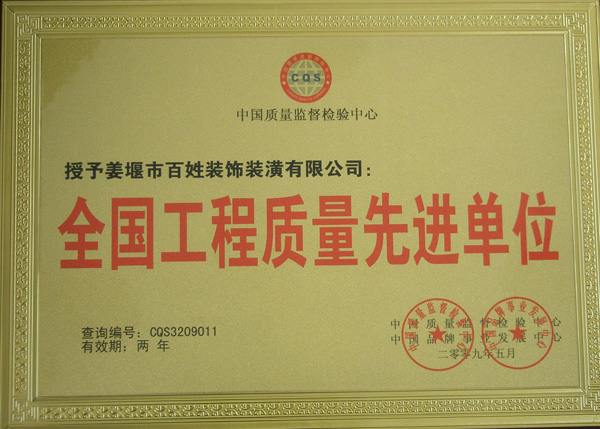 CQS
中国质量监督检验中心
授予姜堰市百姓装饰装潢有限公司：
全国工程质量先进单位
查询编号：CQS3209011
有效期：两 年
中国质量监督检验中心
中国品牌事业发展中心
二零零九年五月